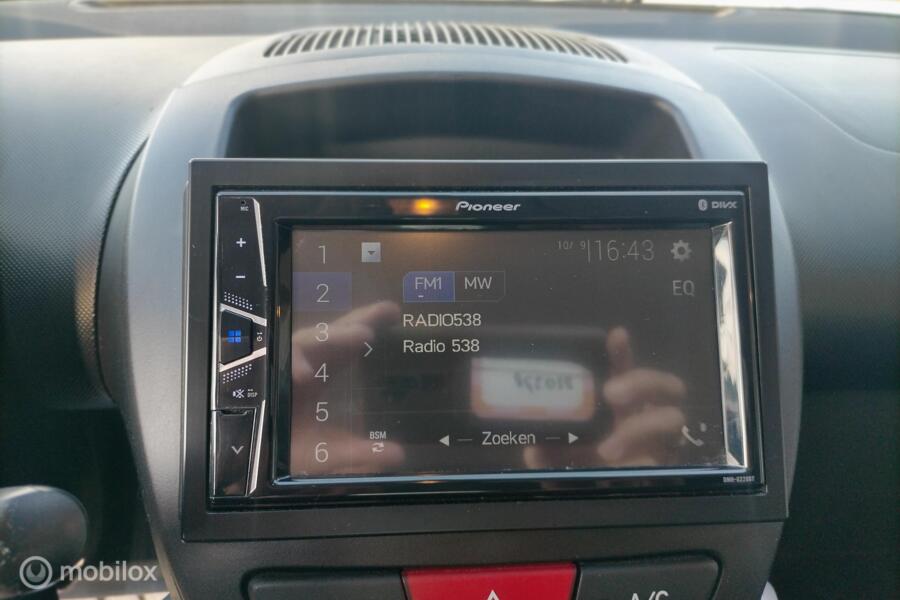 MIC
Pioneer
DIVX
1
2
3
4
5
6
10/ 9 16:43
FM1 MW
EQ
RADIO538
Radio 538
BSM
Zoeken
DISP
A/C
mobilox